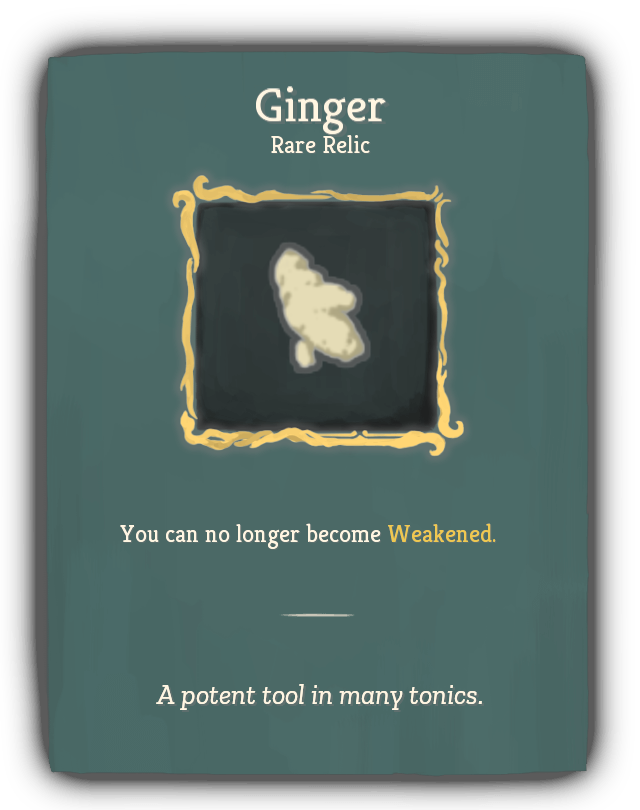 Ginger
Rare Relic
You can no longer become Weakened.
A potent tool in many tonics.